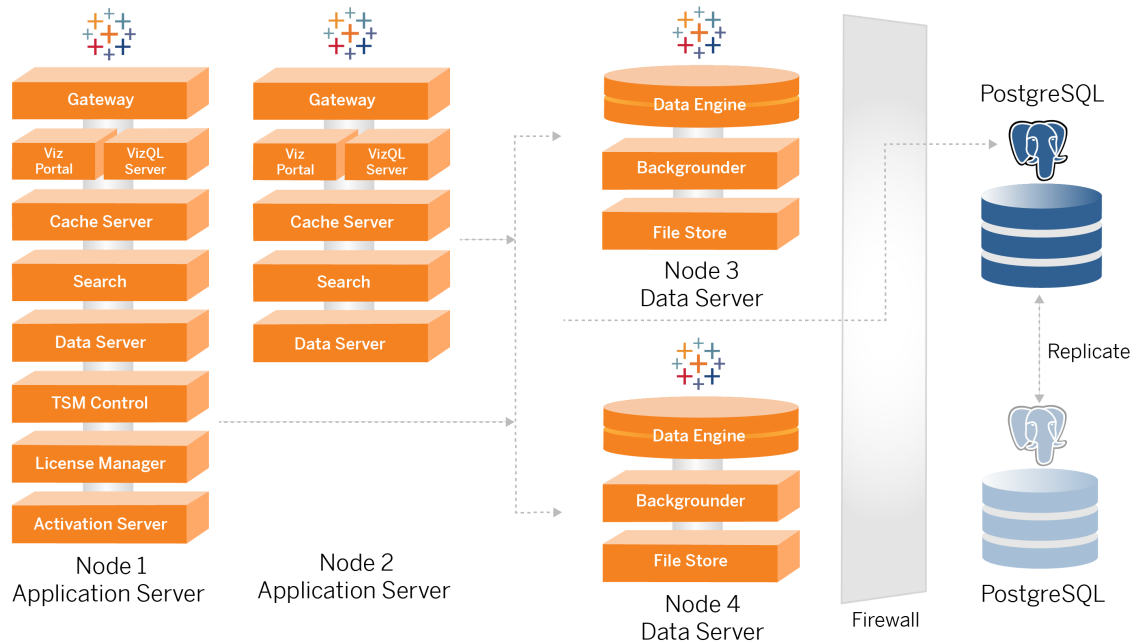 Gateway
Viz
Portal
VizQL
Server
Cache Server
Search
Data Server
TSM Control
License Manager
Activation Server
Node 1
Application Server
Gateway
Viz
Portal
VizQL
Server
Cache Server
Search
Data Server
Node 2
Application Server
Data Engine
Backgrounder
File Store
Node 3
Data Server
Data Engine
Backgrounder
File Store
Node 4
Data Server
Firewall
PostgreSQL
Replicate
PostgreSQL